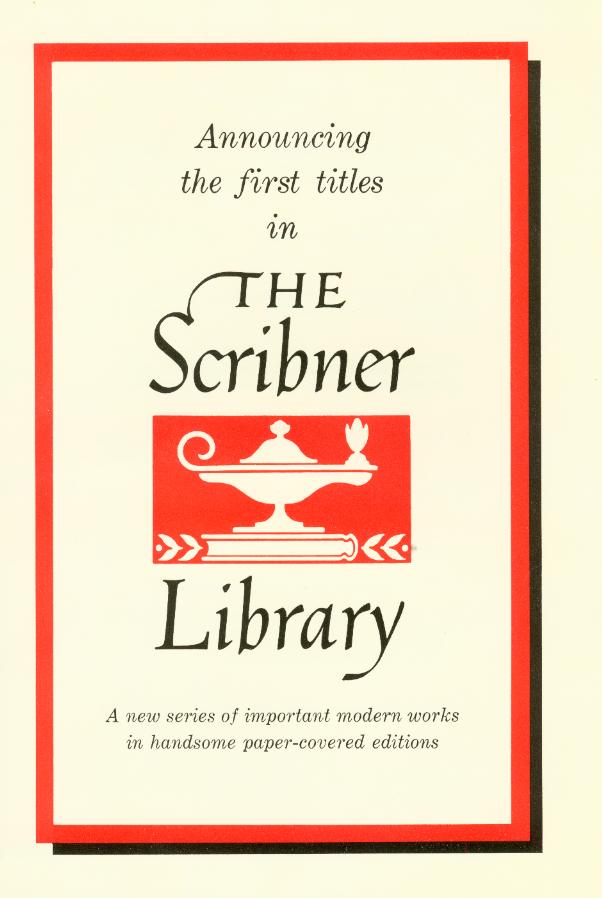 Announcing
the first titles
in
THE
Scribner
Library
A new series of important modern works
in handsome paper-covered editions